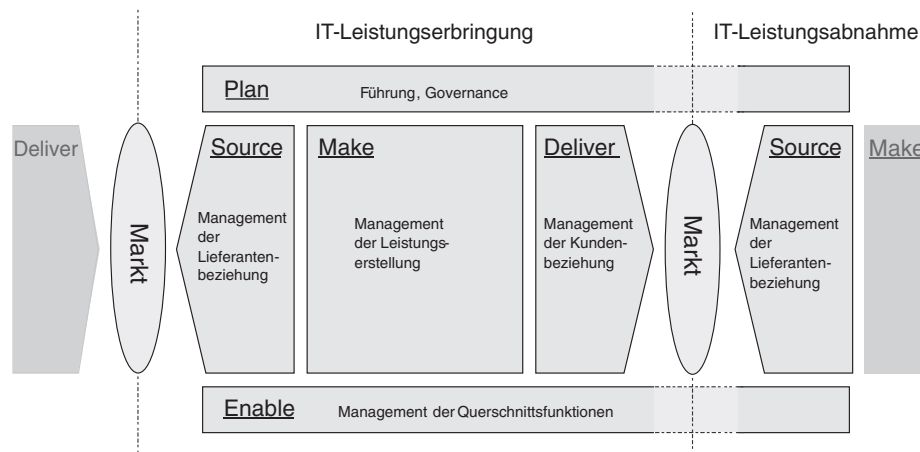 IT-Leistungserbringung
IT-Leistungsabnahme
Plan
Führung, Governance
Deliver
Markt
Source
Management
der
Lieferanten-
beziehung
Make
Management
der Leistungs-
erstellung
Deliver
Management
der Kunden-
beziehung
Markt
Source
Management
der
Lieferanten-
beziehung
Make
Enable
Management der Querschnittsfunktionen